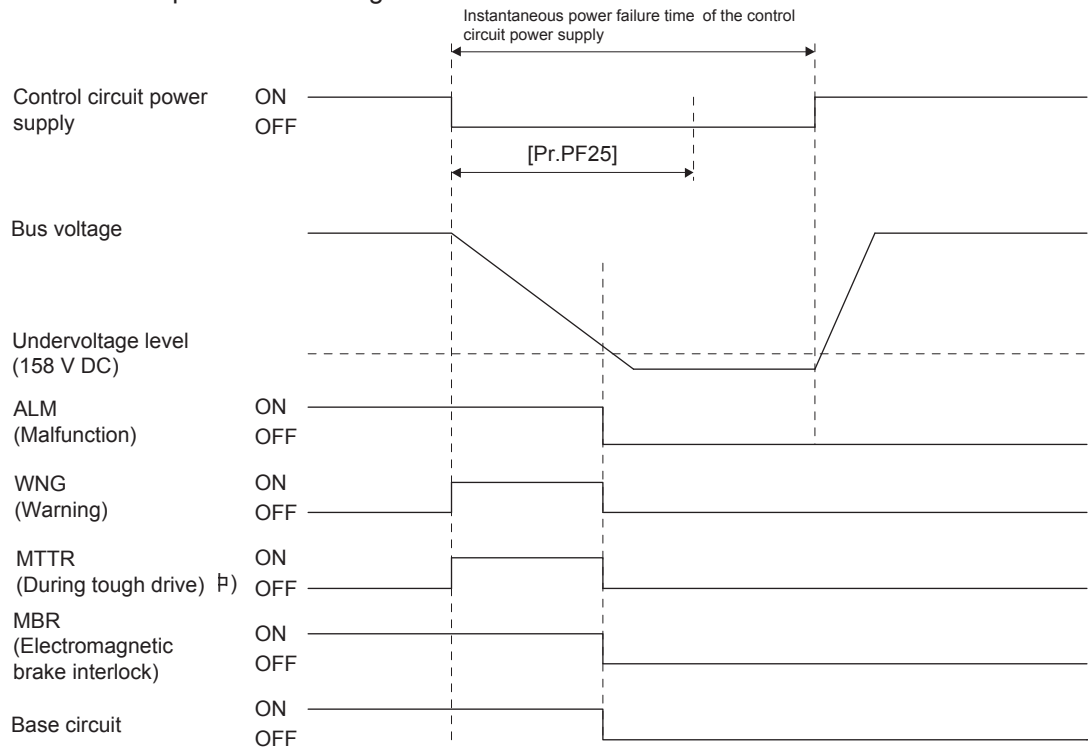 Instantaneous power failure time of the control
circuit power supply
Control circuit power
supply
ON
OFF
[Pr.PF25]
Bus voltage
Undervoltage level
(158 V DC)
ALM
(Malfunction)
ON
OFF
WNG
(Warning)
ON
OFF
MTTR
(During tough drive)
ON
OFF
MBR
(Electromagnetic
brake interlock)
ON
OFF
Base circuit
ON
OFF